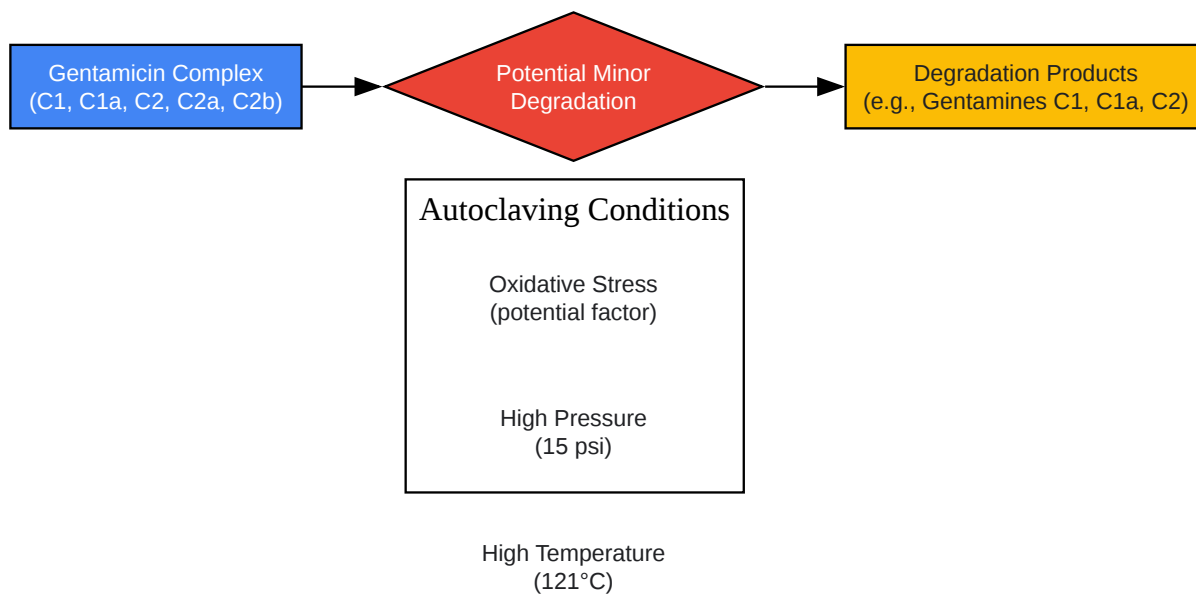 Gentamicin Complex
(C1, C1a, C2, C2a, C2b)
Potential Minor
Degradation
Degradation Products
(e.g., Gentamines C1, C1a, C2)
Autoclaving Conditions
Oxidative Stress
(potential factor)
High Pressure
(15 psi)
High Temperature
(121°C)